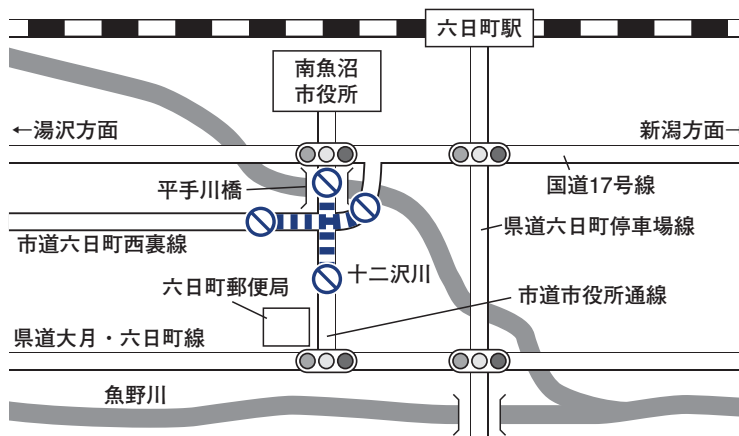 六日町駅
南魚沼
市役所
←湯沢方面
新潟方面→
平手川橋
国道17号線
市道六日町西裏線
県道六日町停車場線
六日町郵便局
十二沢川
市道市役所通線
県道大月・六日町線
魚野川